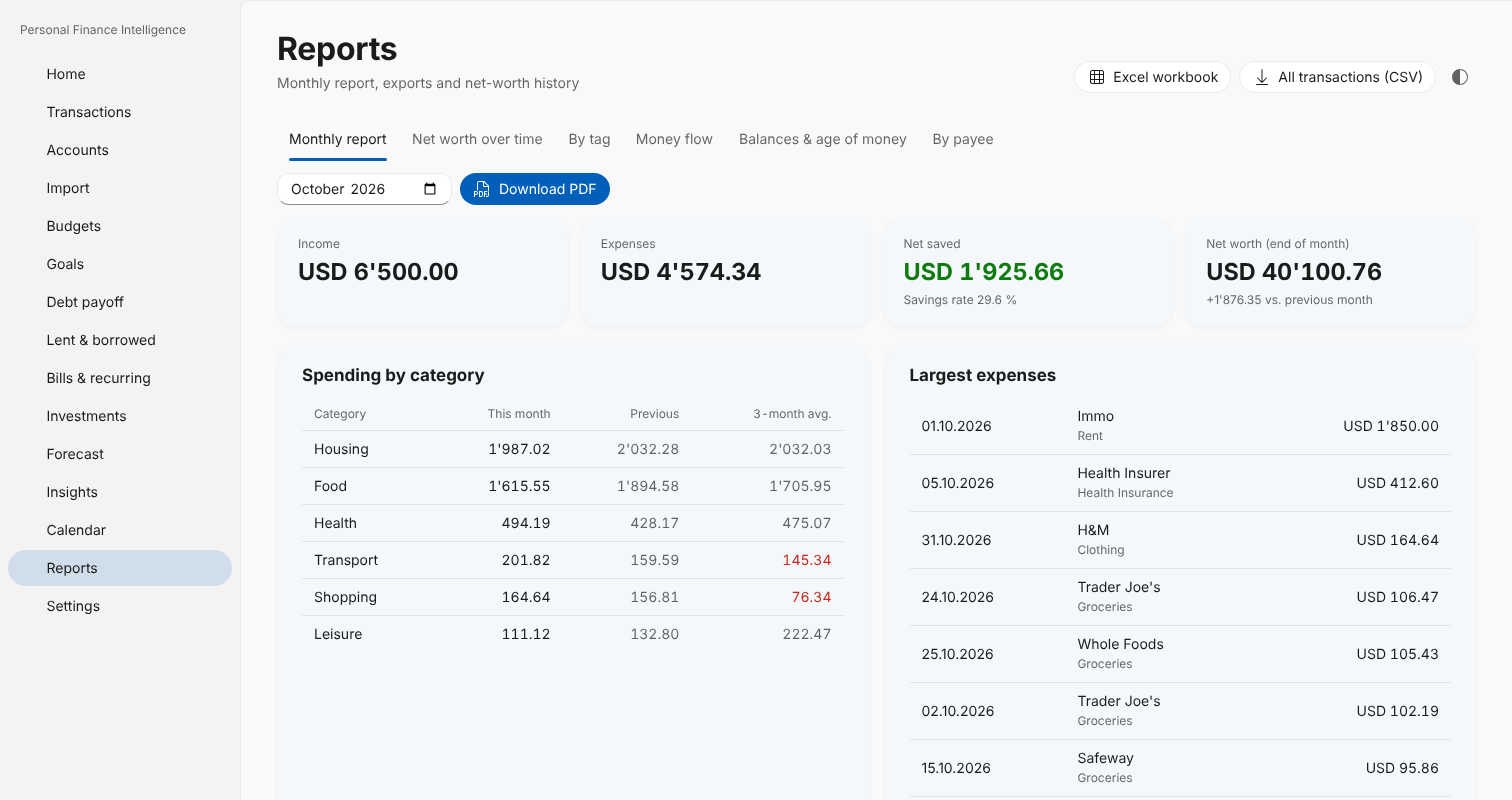 Personal Finance Intelligence
Home
Transactions
Accounts
Import
Budgets
Goals
Debt payoff
Lent & borrowed
Bills & recurring
Investments
Forecast
Insights
Calendar
Reports
Settings
Reports
Monthly report, exports and net-worth history
Excel workbook
All transactions (CSV)
Monthly report
Net worth over time
By tag
Money flow
Balances & age of money
By payee
October 2026
PDF
Download PDF
Income
USD 6'500.00
Expenses
USD 4'574.34
Net saved
USD 1'925.66
Savings rate 29.6 %
Net worth (end of month)
USD 40'100.76
+1'876.35 vs. previous month
Spending by category
Category This month Previous 3-month avg.
Housing 1'987.02 2'032.28 2'032.03
Food 1'615.55 1'894.58 1'705.95
Health 494.19 428.17 475.07
Transport 201.82 159.59 145.34
Shopping 164.64 156.81 76.34
Leisure 111.12 132.80 222.47
Largest expenses
01.10.2026 Immo USD 1'850.00
Rent
05.10.2026 Health Insurer USD 412.60
Health Insurance
31.10.2026 H&M USD 164.64
Clothing
24.10.2026 Trader Joe's USD 106.47
Groceries
25.10.2026 Whole Foods USD 105.43
Groceries
02.10.2026 Trader Joe's USD 102.19
Groceries
15.10.2026 Safeway USD 95.86
Groceries